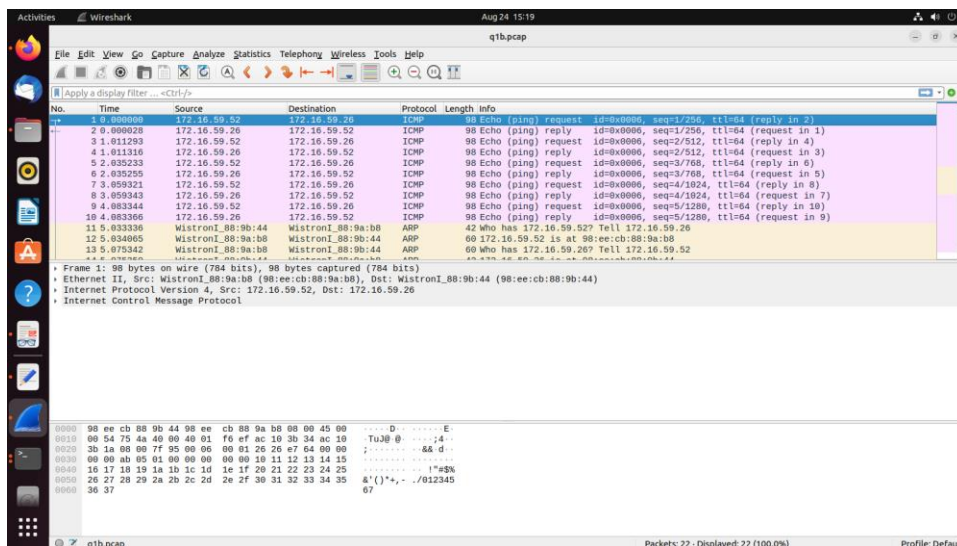 Activities Wireshark Aug 24 15:19
q1b.pcap
File Edit View Go Capture Analyze Statistics Telephony Wireless Tools Help
Apply a display filter ... <Ctrl-/>
No. Time Source Destination Protocol Length Info
1 0.000000 172.16.59.52 172.16.59.26 ICMP 98 Echo (ping) request id=0x0006, seq=1/256, ttl=64 (reply in 2)
2 0.000028 172.16.59.26 172.16.59.52 ICMP 98 Echo (ping) reply id=0x0006, seq=1/256, ttl=64 (request in 1)
3 1.011293 172.16.59.52 172.16.59.26 ICMP 98 Echo (ping) request id=0x0006, seq=2/512, ttl=64 (reply in 4)
4 1.011316 172.16.59.26 172.16.59.52 ICMP 98 Echo (ping) reply id=0x0006, seq=2/512, ttl=64 (request in 3)
5 2.035233 172.16.59.52 172.16.59.26 ICMP 98 Echo (ping) request id=0x0006, seq=3/768, ttl=64 (reply in 6)
6 2.035255 172.16.59.26 172.16.59.52 ICMP 98 Echo (ping) reply id=0x0006, seq=3/768, ttl=64 (request in 5)
7 3.059321 172.16.59.52 172.16.59.26 ICMP 98 Echo (ping) request id=0x0006, seq=4/1024, ttl=64 (reply in 8)
8 3.059343 172.16.59.26 172.16.59.52 ICMP 98 Echo (ping) reply id=0x0006, seq=4/1024, ttl=64 (request in 7)
9 4.083344 172.16.59.52 172.16.59.26 ICMP 98 Echo (ping) request id=0x0006, seq=5/1280, ttl=64 (reply in 10)
10 4.083366 172.16.59.26 172.16.59.52 ICMP 98 Echo (ping) reply id=0x0006, seq=5/1280, ttl=64 (request in 9)
11 5.033336 WistronI_88:9b:44 WistronI_88:9a:b8 ARP 42 Who has 172.16.59.52? Tell 172.16.59.26
12 5.034065 WistronI_88:9a:b8 WistronI_88:9b:44 ARP 60 172.16.59.52 is at 98:ee:cb:88:9a:b8
13 5.075342 WistronI_88:9a:b8 WistronI_88:9b:44 ARP 60 Who has 172.16.59.26? Tell 172.16.59.52
Frame 1: 98 bytes on wire (784 bits), 98 bytes captured (784 bits)
Ethernet II, Src: WistronI_88:9a:b8 (98:ee:cb:88:9a:b8), Dst: WistronI_88:9b:44 (98:ee:cb:88:9b:44)
Internet Protocol Version 4, Src: 172.16.59.52, Dst: 172.16.59.26
Internet Control Message Protocol
0000 98 ee cb 88 9b 44 98 ee cb 88 9a b8 08 00 45 00 ·····D·· ······E·
0010 00 54 75 4a 40 00 40 01 f6 ef ac 10 3b 34 ac 10 ·TuJ@·@· ····;4··
0020 3b 1a 08 00 7f 95 00 06 00 01 26 26 e7 64 00 00 ;······· ··&&·d··
0030 00 00 ab 05 01 00 00 00 00 00 10 11 12 13 14 15 ········ ········
0040 16 17 18 19 1a 1b 1c 1d 1e 1f 20 21 22 23 24 25 ········ ·· !"#$%
0050 26 27 28 29 2a 2b 2c 2d 2e 2f 30 31 32 33 34 35 &'()*+,- ./012345
0060 36 37 67
q1b.pcap Packets: 22 · Displayed: 22 (100.0%) Profile: Defau